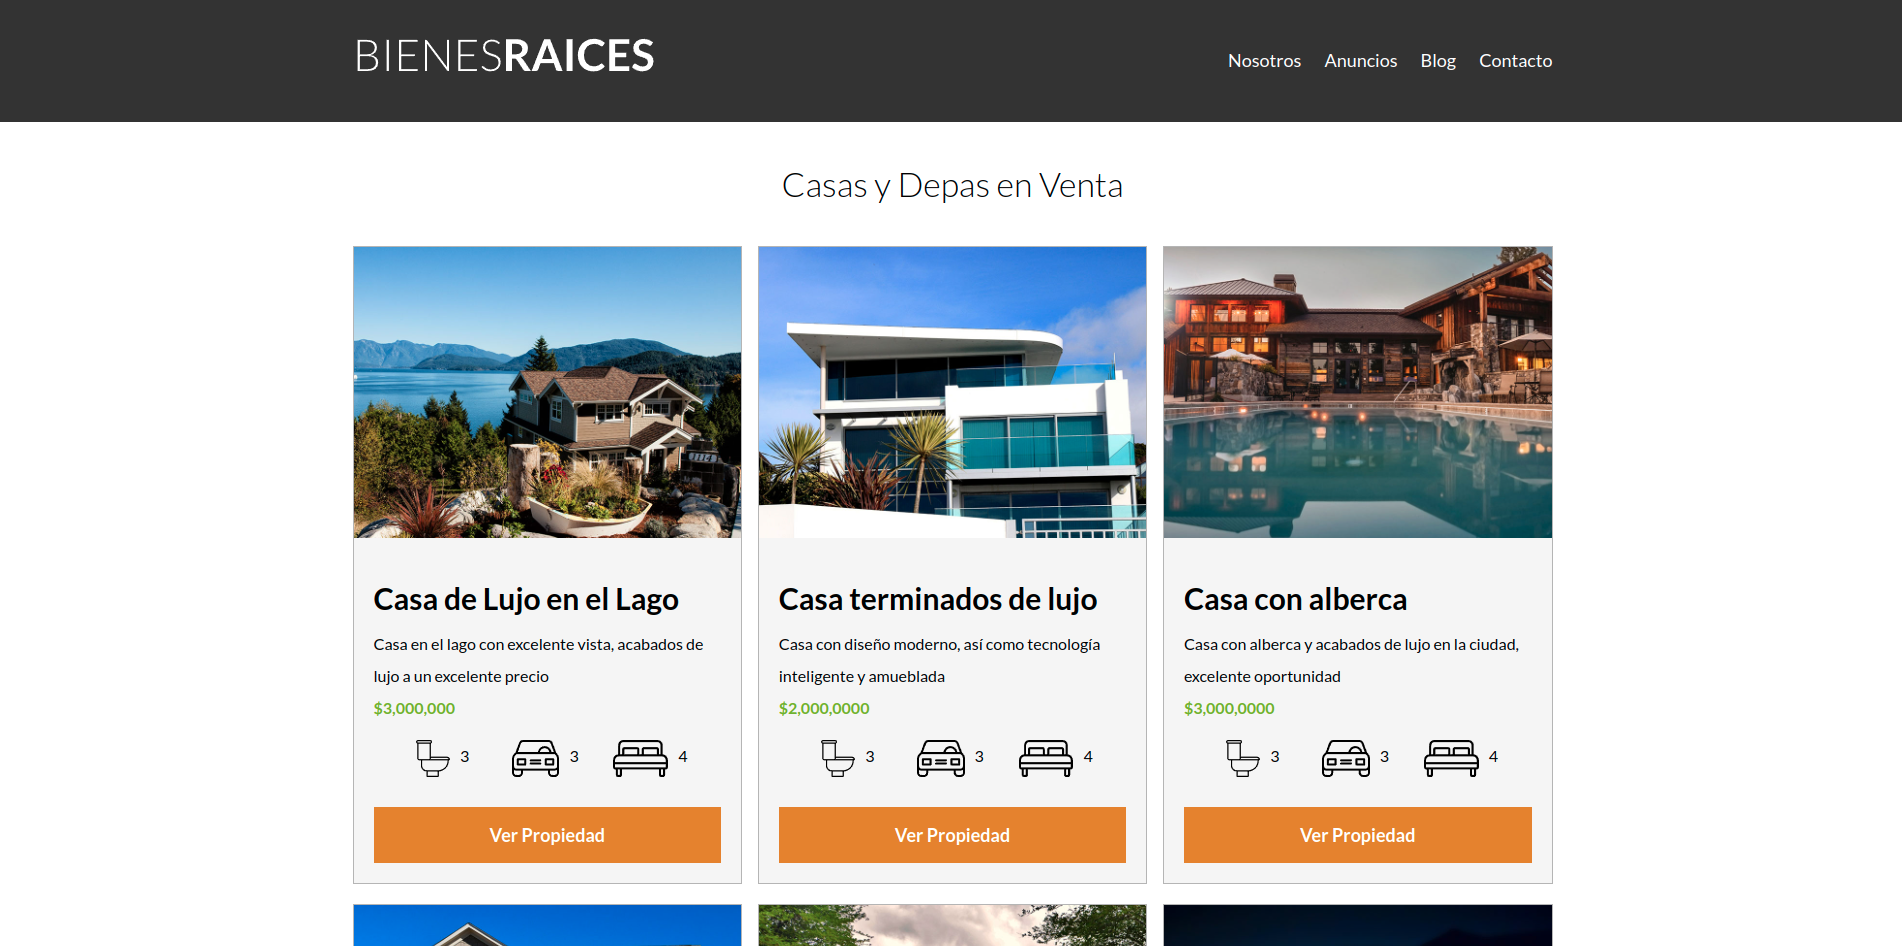 BIENESRAICES
Nosotros Anuncios Blog Contacto
Casas y Depas en Venta
1114
Casa de Lujo en el Lago
Casa en el lago con excelente vista, acabados de
lujo a un excelente precio
$3,000,000
3 3 4
Ver Propiedad
Casa terminados de lujo
Casa con diseño moderno, así como tecnología
inteligente y amueblada
$2,000,0000
3 3 4
Ver Propiedad
Casa con alberca
Casa con alberca y acabados de lujo en la ciudad,
excelente oportunidad
$3,000,0000
3 3 4
Ver Propiedad